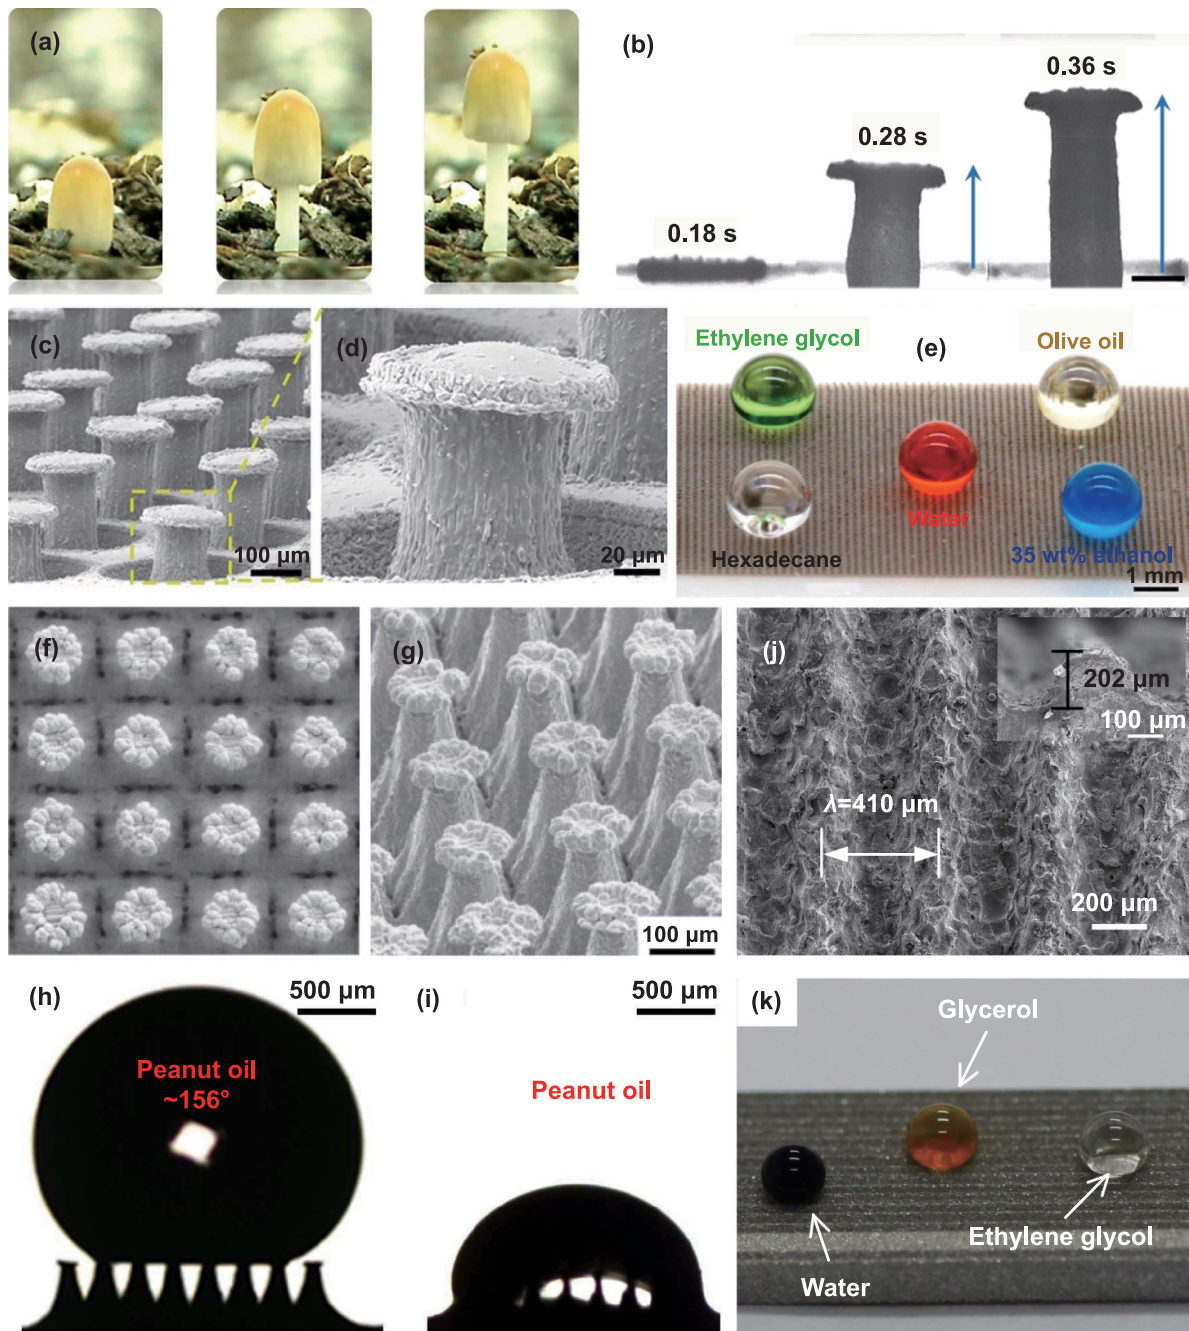 (a)
(b)
0.18 s
0.28 s
0.36 s
(c)
100 µm
(d)
20 µm
Ethylene glycol
(e)
Olive oil
Water
Hexadecane
35 wt% ethanol
1 mm
(f)
(g)
100 µm
(j)
202 µm
100 µm
λ=410 µm
200 µm
(h)
500 µm
Peanut oil
~156°
(i)
500 µm
Peanut oil
(k)
Glycerol
Ethylene glycol
Water